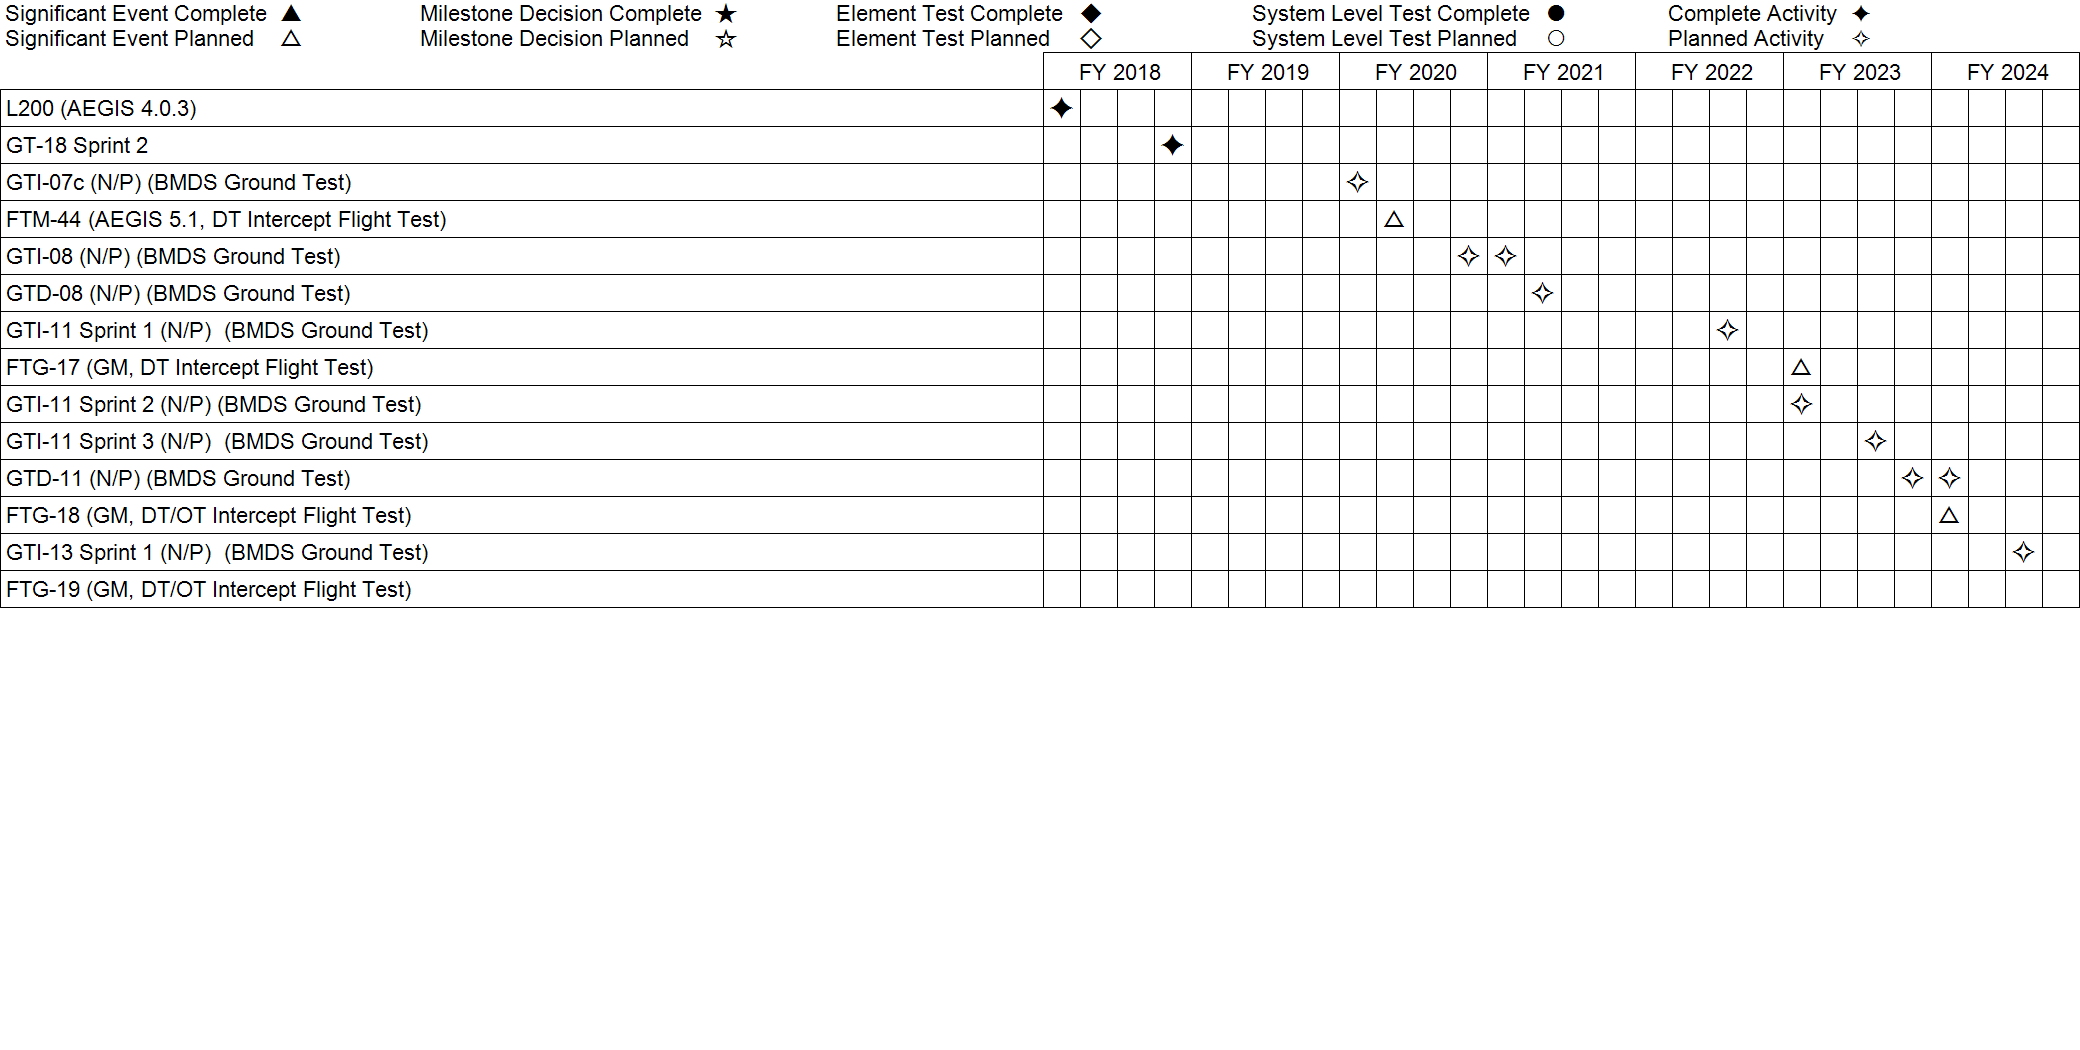 Significant Event Complete ▲ Milestone Decision Complete ★ Element Test Complete ◆ System Level Test Complete ● Complete Activity ✦
Significant Event Planned △ Milestone Decision Planned ☆ Element Test Planned ◇ System Level Test Planned ○ Planned Activity ✧
FY 2018 FY 2019 FY 2020 FY 2021 FY 2022 FY 2023 FY 2024
L200 (AEGIS 4.0.3) ✦
GT-18 Sprint 2 ✦
GTI-07c (N/P) (BMDS Ground Test) ✧
FTM-44 (AEGIS 5.1, DT Intercept Flight Test) △
GTI-08 (N/P) (BMDS Ground Test) ✧ ✧
GTD-08 (N/P) (BMDS Ground Test) ✧
GTI-11 Sprint 1 (N/P)  (BMDS Ground Test) ✧
FTG-17 (GM, DT Intercept Flight Test) △
GTI-11 Sprint 2 (N/P) (BMDS Ground Test) ✧
GTI-11 Sprint 3 (N/P)  (BMDS Ground Test) ✧
GTD-11 (N/P) (BMDS Ground Test) ✧ ✧
FTG-18 (GM, DT/OT Intercept Flight Test) △
GTI-13 Sprint 1 (N/P)  (BMDS Ground Test) ✧
FTG-19 (GM, DT/OT Intercept Flight Test)